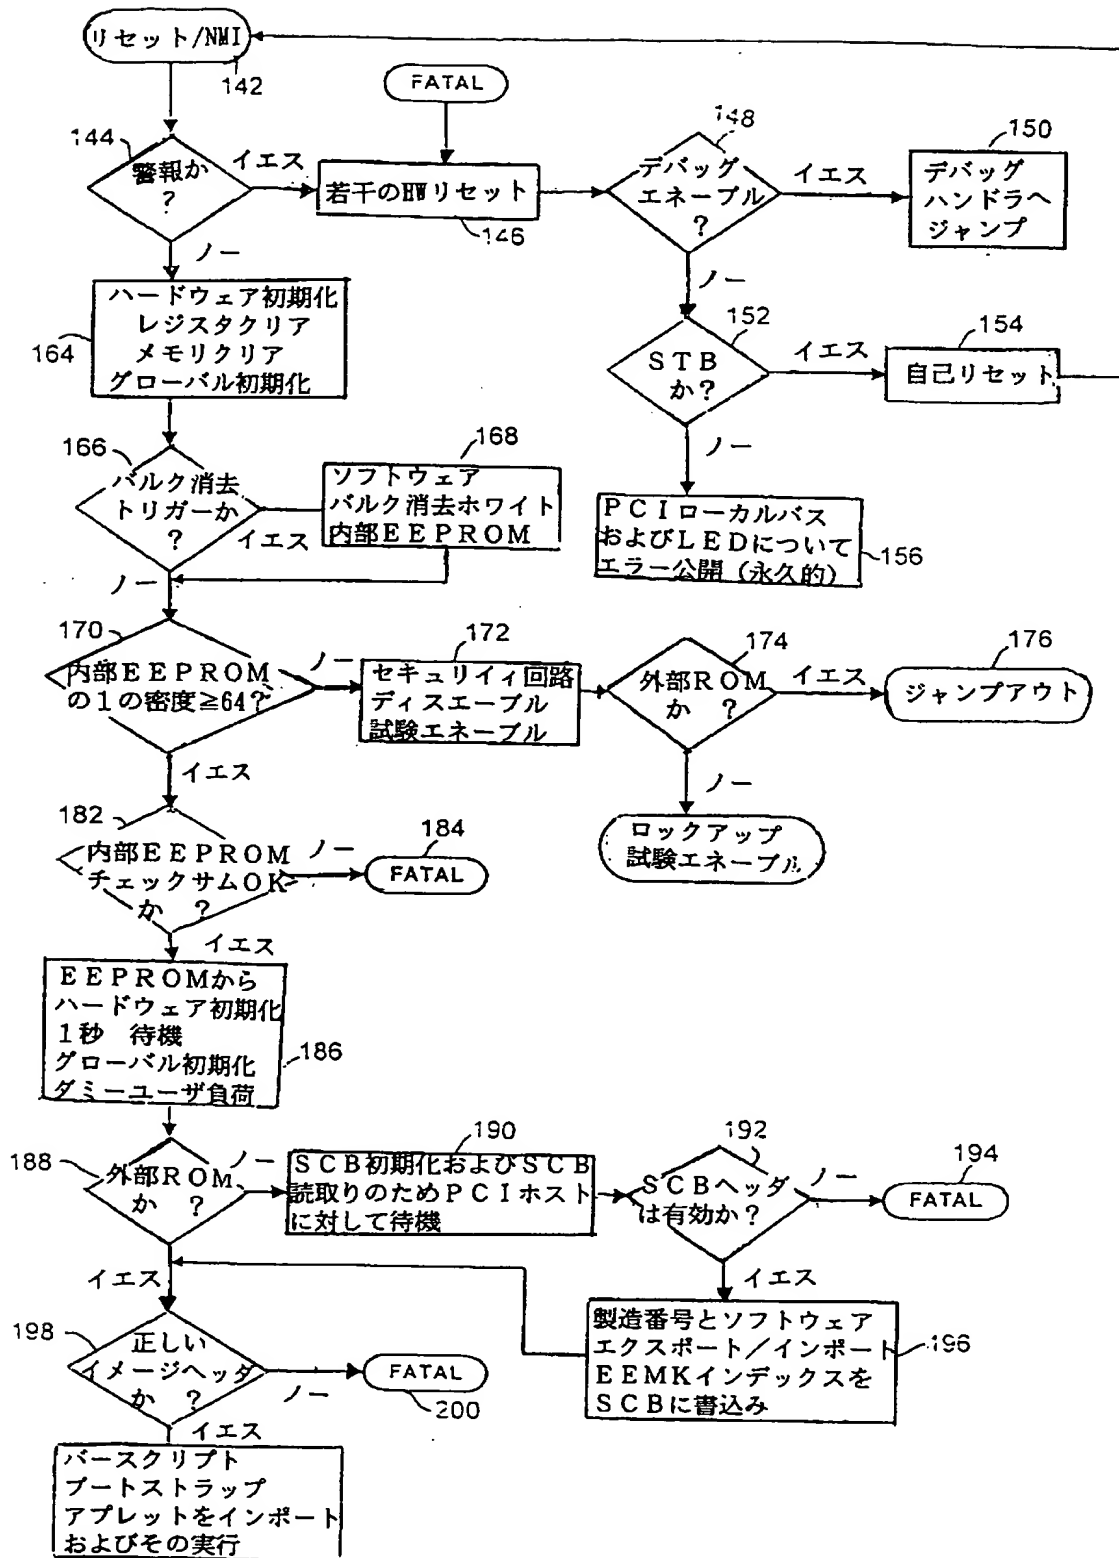 リセット/NMI
142
FATAL
144
警報か
?
イエス
若干のHWリセット
146
148
デバッグ
エネーブル
?
イエス
150
デバッグ
ハンドラへ
ジャンプ
ノー
ノー
164
ハードウェア初期化
レジスタクリア
メモリクリア
グローバル初期化
152
STB
か?
イエス
154
自己リセット
ノー
166
バルク消去
トリガーか
?
イエス
168
ソフトウェア
バルク消去ホワイト
内部EEPROM
PCIローカルバス
およびLEDについて
エラー公開(永久的)
156
ノー
170
内部EEPROM
の1の密度≧64?
ノー
172
セキュリイィ回路
ディスエーブル
試験エネーブル
174
外部ROM
か ?
イエス
176
ジャンプアウト
イエス
ノー
ロックアップ
試験エネーブル
182
内部EEPROM
チェックサムOK
か ?
ノー
184
FATAL
イエス
EEPROMから
ハードウェア初期化
1秒 待機
グローバル初期化
ダミーユーザ負荷
186
188
外部ROM
か ?
ノー
190
SCB初期化およびSCB
読取りのためPCIホスト
に対して待機
192
SCBヘッダ
は有効か?
ノー
194
FATAL
イエス
イエス
製造番号とソフトウェア
エクスポート/インポート
EEMKインデックスを
SCBに書込み
196
198
正しい
イメージヘッダ
か ?
ノー
FATAL
200
イエス
バースクリプト
ブートストラップ
アプレットをインポート
およびその実行